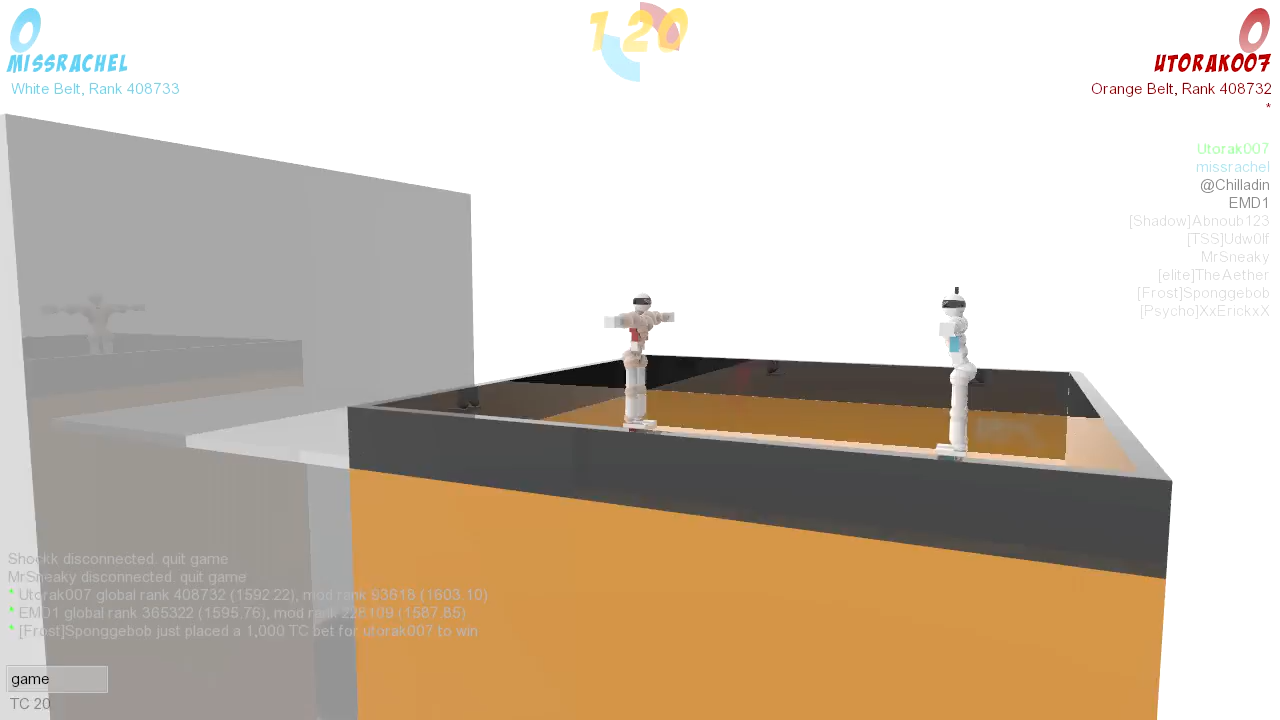 0
MISSRACHEL
White Belt, Rank 408733
120
0
UTORAK007
Orange Belt, Rank 408732
*
Utorak007
missrachel
@Chilladin
EMD1
[Shadow]Abnoub123
[TSS]Udw0lf
MrSneaky
[elite]TheAether
[Frost]Sponggebob
[Psycho]XxErickxX
Shockk disconnected. quit game
MrSneaky disconnected. quit game
* Utorak007 global rank 408732 (1592.22), mod rank 93618 (1603.10)
* EMD1 global rank 365322 (1595.76), mod rank 228109 (1587.85)
* [Frost]Sponggebob just placed a 1,000 TC bet for utorak007 to win
game
TC 20